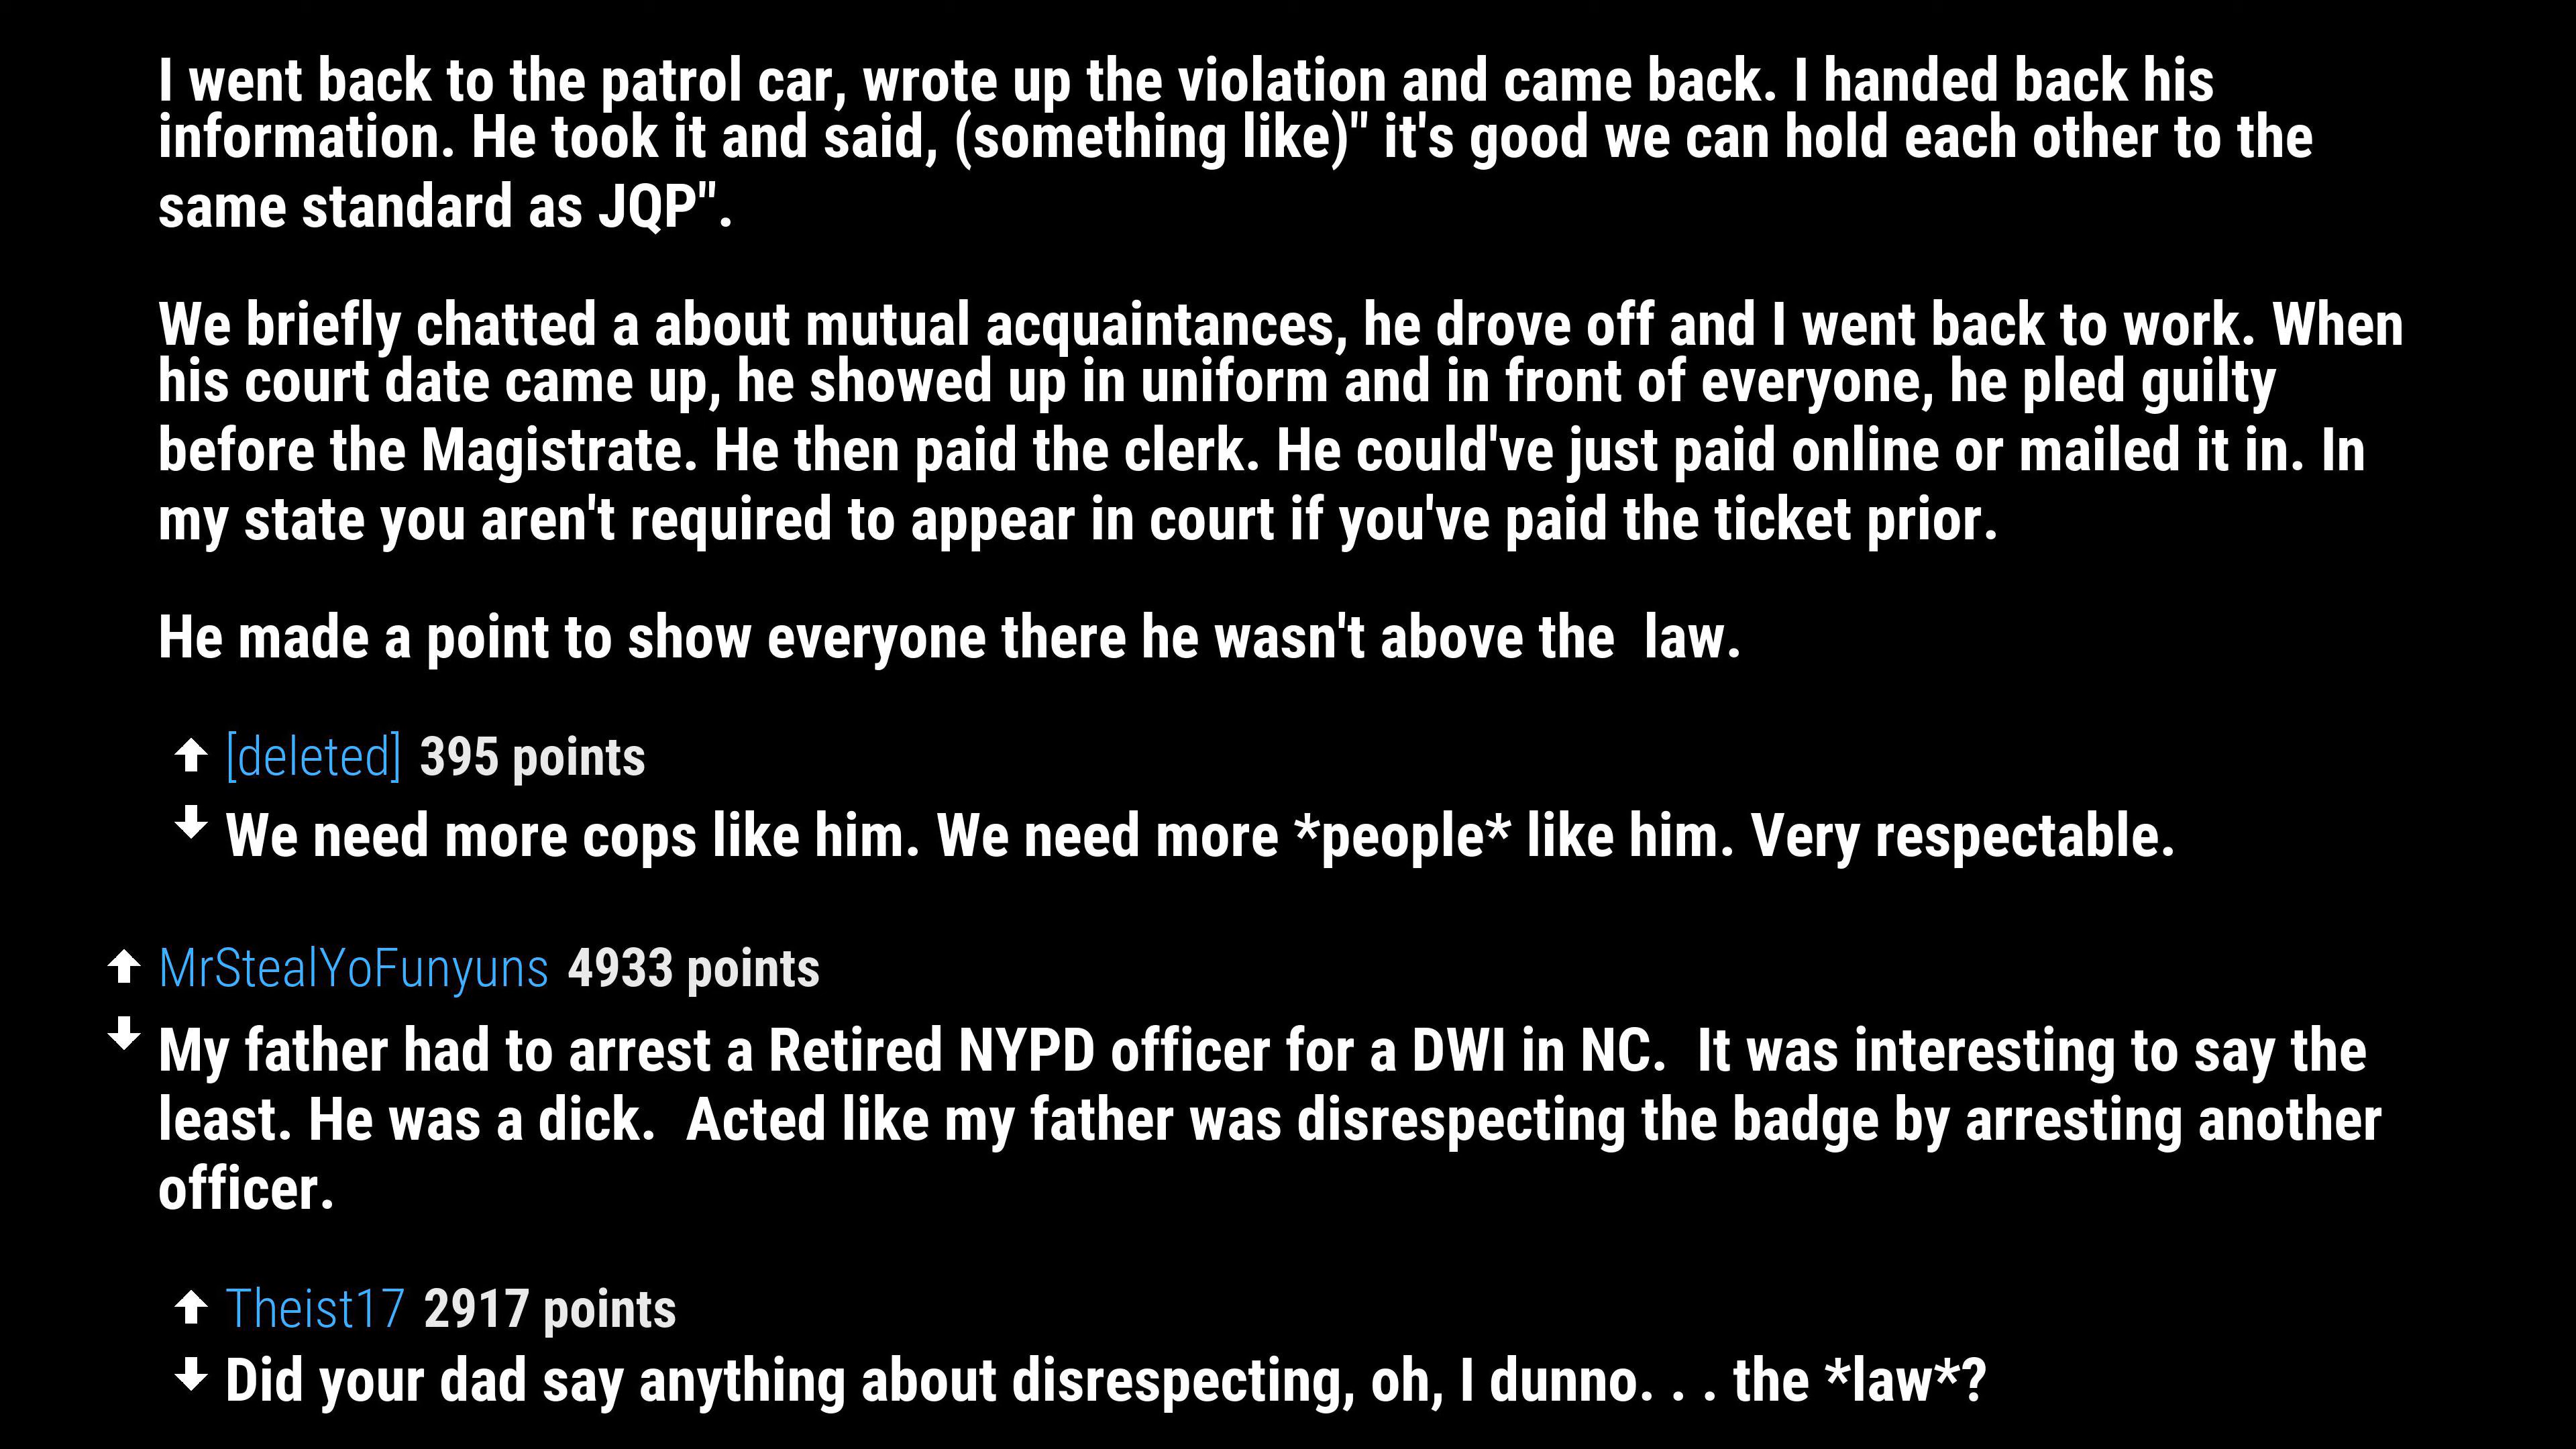 I went back to the patrol car, wrote up the violation and came back. I handed back his
information. He took it and said, (something like)" it's good we can hold each other to the
same standard as JQP".
We briefly chatted a about mutual acquaintances, he drove off and I went back to work. When
his court date came up, he showed up in uniform and in front of everyone, he pled guilty
before the Magistrate. He then paid the clerk. He could've just paid online or mailed it in. In
my state you aren't required to appear in court if you've paid the ticket prior.
He made a point to show everyone there he wasn't above the  law.
[deleted] 395 points
We need more cops like him. We need more *people* like him. Very respectable.
MrStealYoFunyuns 4933 points
My father had to arrest a Retired NYPD officer for a DWI in NC.  It was interesting to say the
least. He was a dick.  Acted like my father was disrespecting the badge by arresting another
officer.
Theist17 2917 points
Did your dad say anything about disrespecting, oh, I dunno. . . the *law*?